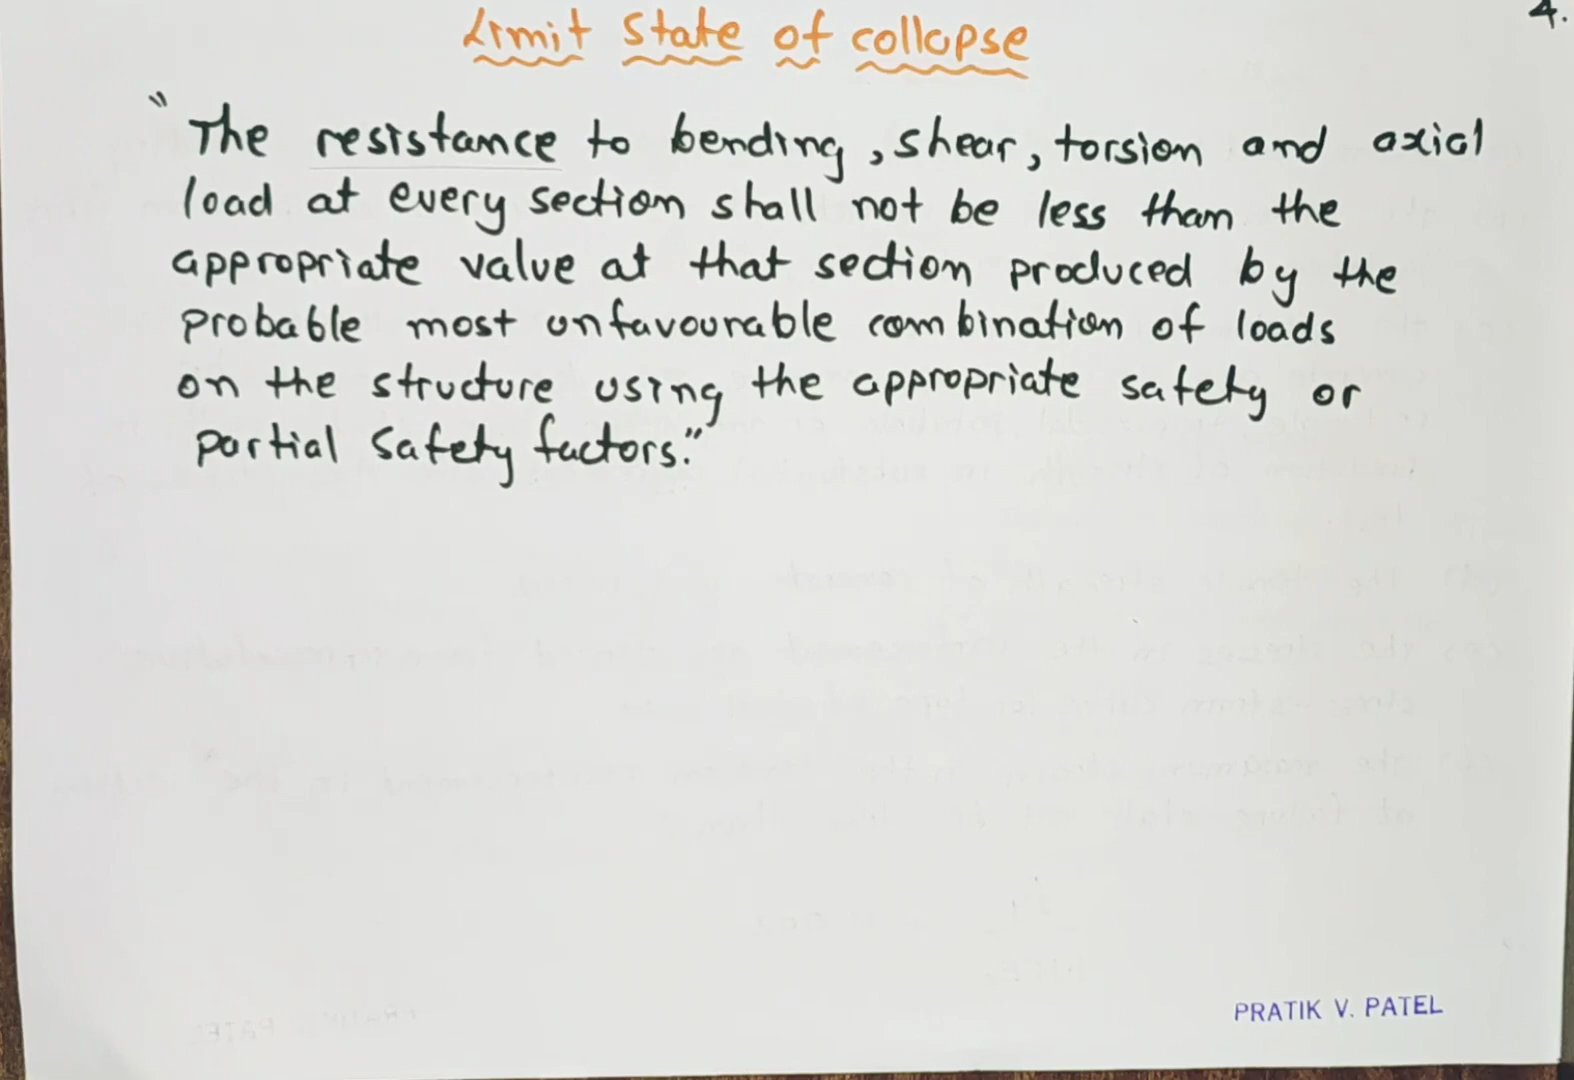 4.
Limit state of collapse
"The resistance to bending, shear, torsion and axial
load at every section shall not be less than the
appropriate value at that section produced by the
probable most unfavourable combination of loads
on the structure using the appropriate safety or
partial safety factors."
PRATIK V. PATEL